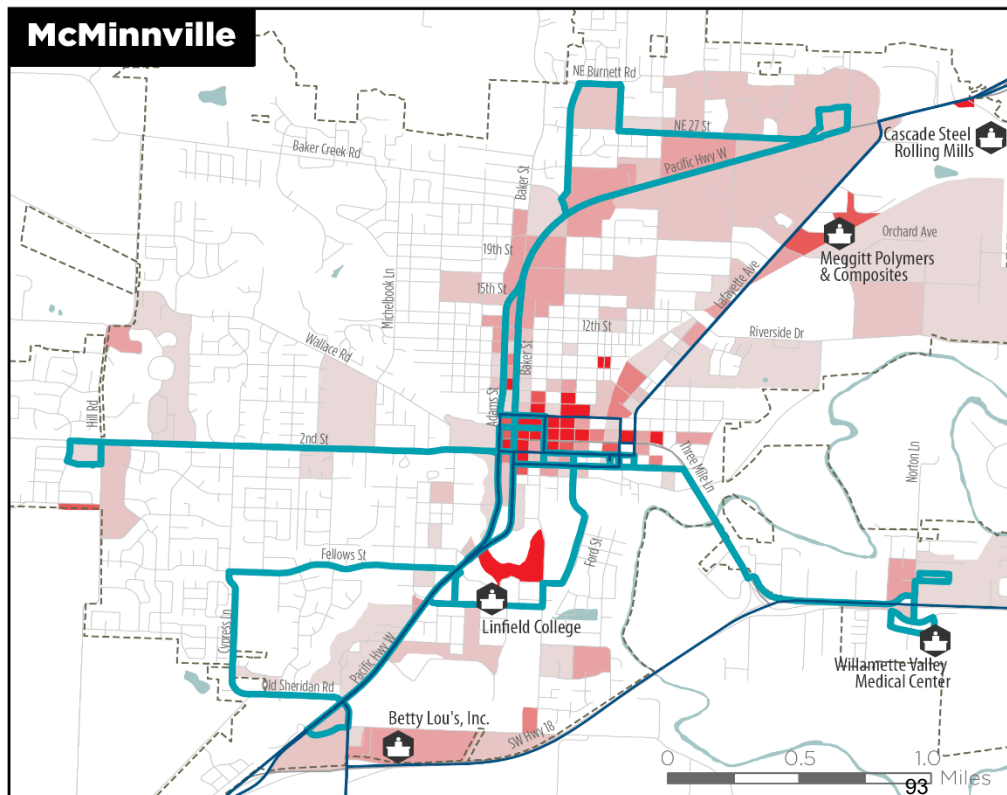 McMinnville
NE Burnett Rd
NE 27 St
Cascade Steel
Rolling Mills
Baker Creek Rd
Pacific Hwy W
Baker St
Orchard Ave
Meggitt Polymers
& Composites
19th St
Michelbook Ln
15th St
Lafayette Ave
12th St
Riverside Dr
Wallace Rd
Baker St
Adams St
Hill Rd
2nd St
Three Mile Ln
Norton Ln
Ford St
Fellows St
Linfield College
Cypress Ln
Pacific Hwy W
Willamette Valley
Medical Center
Old Sheridan Rd
Betty Lou's, Inc.
SW Hwy 18
0 0.5 1.0
Miles
93